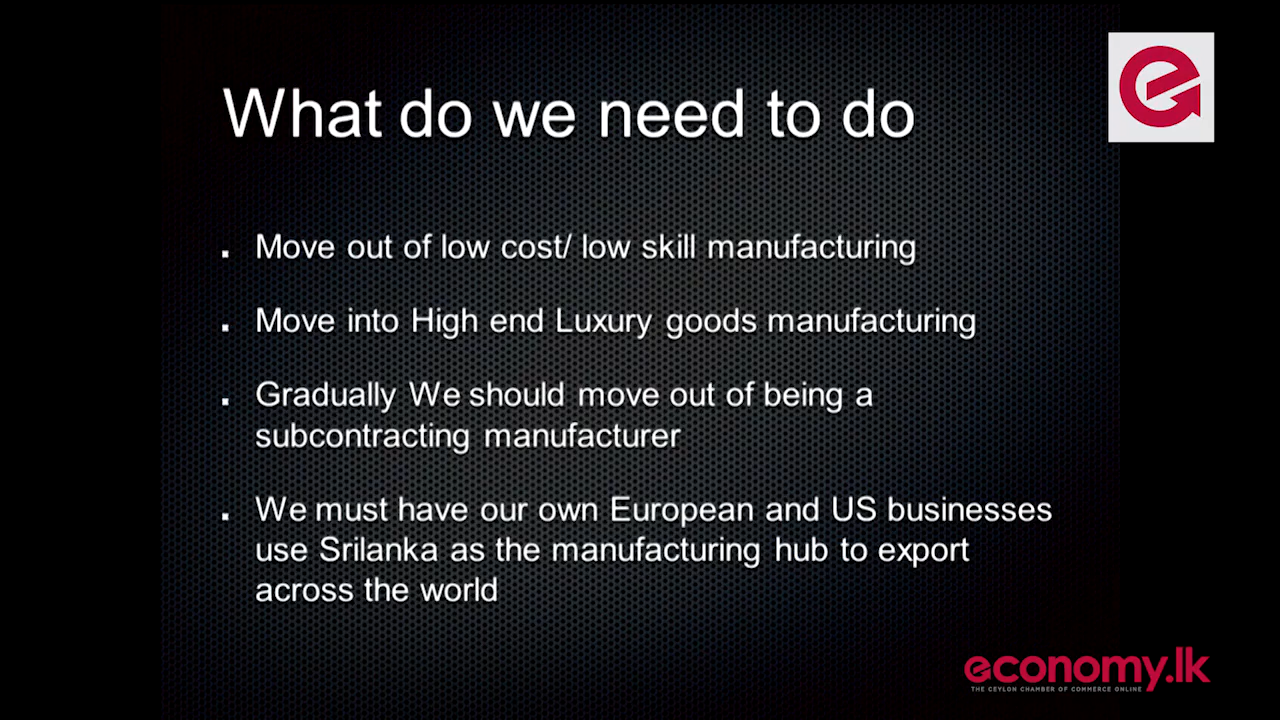 What do we need to do
Move out of low cost/ low skill manufacturing
Move into High end Luxury goods manufacturing
Gradually We should move out of being a
subcontracting manufacturer
We must have our own European and US businesses
use Srilanka as the manufacturing hub to export
across the world
economy.lk
THE CEYLON CHAMBER OF COMMERCE ONLINE